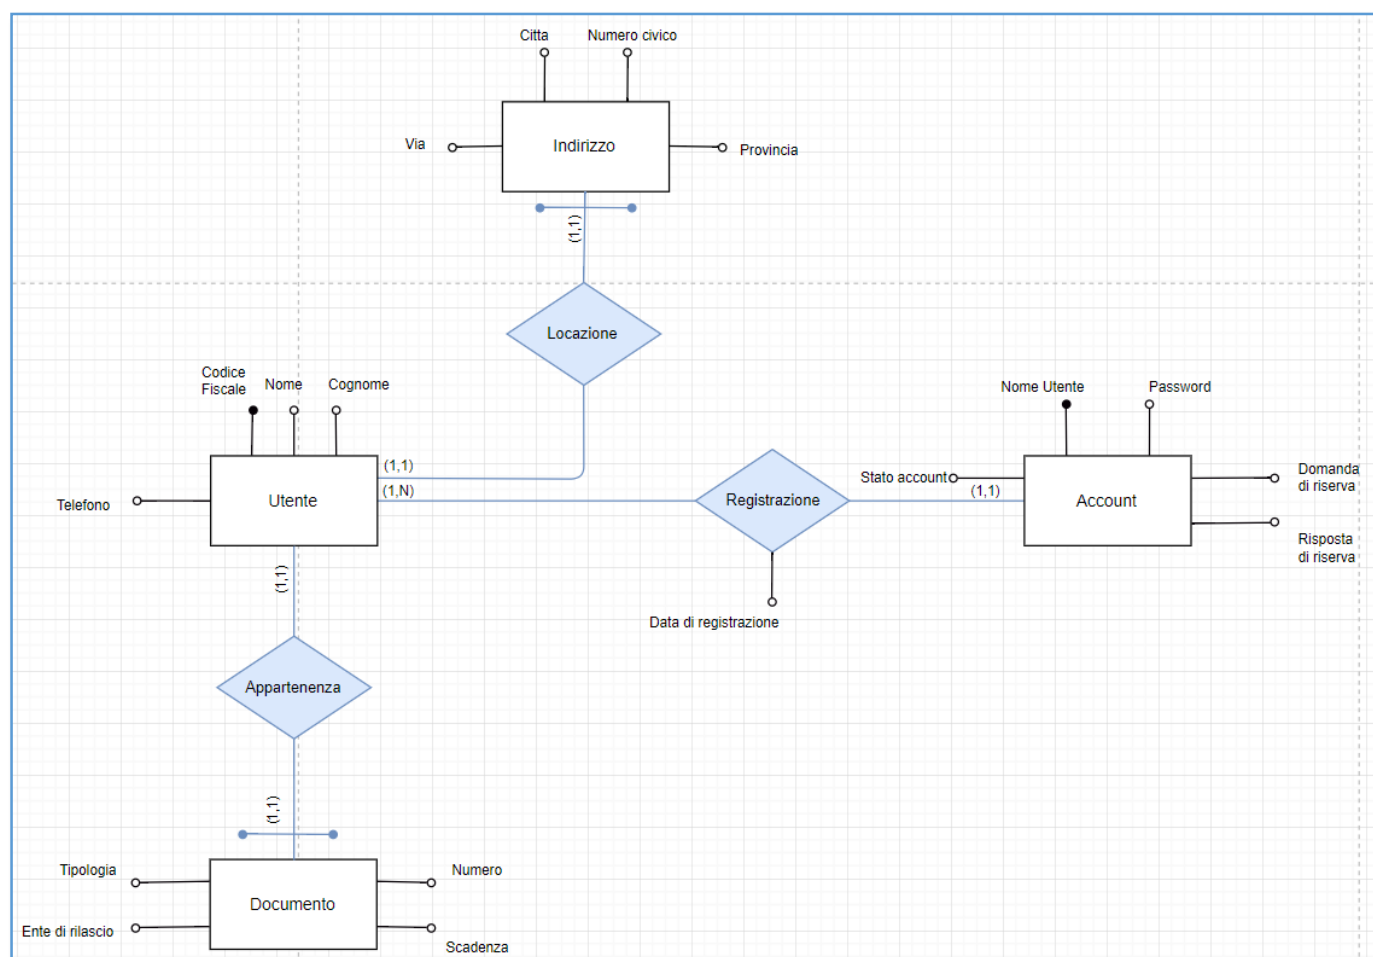 Citta
Numero civico
Via
Indirizzo
Provincia
(1,1)
Locazione
Codice
Fiscale
Nome
Cognome
Nome Utente
Password
(1,1)
Telefono
Utente
(1,N)
Registrazione
Stato account
(1,1)
Account
Domanda
di riserva
Risposta
di riserva
(1,1)
Data di registrazione
Appartenenza
(1,1)
Tipologia
Numero
Documento
Ente di rilascio
Scadenza